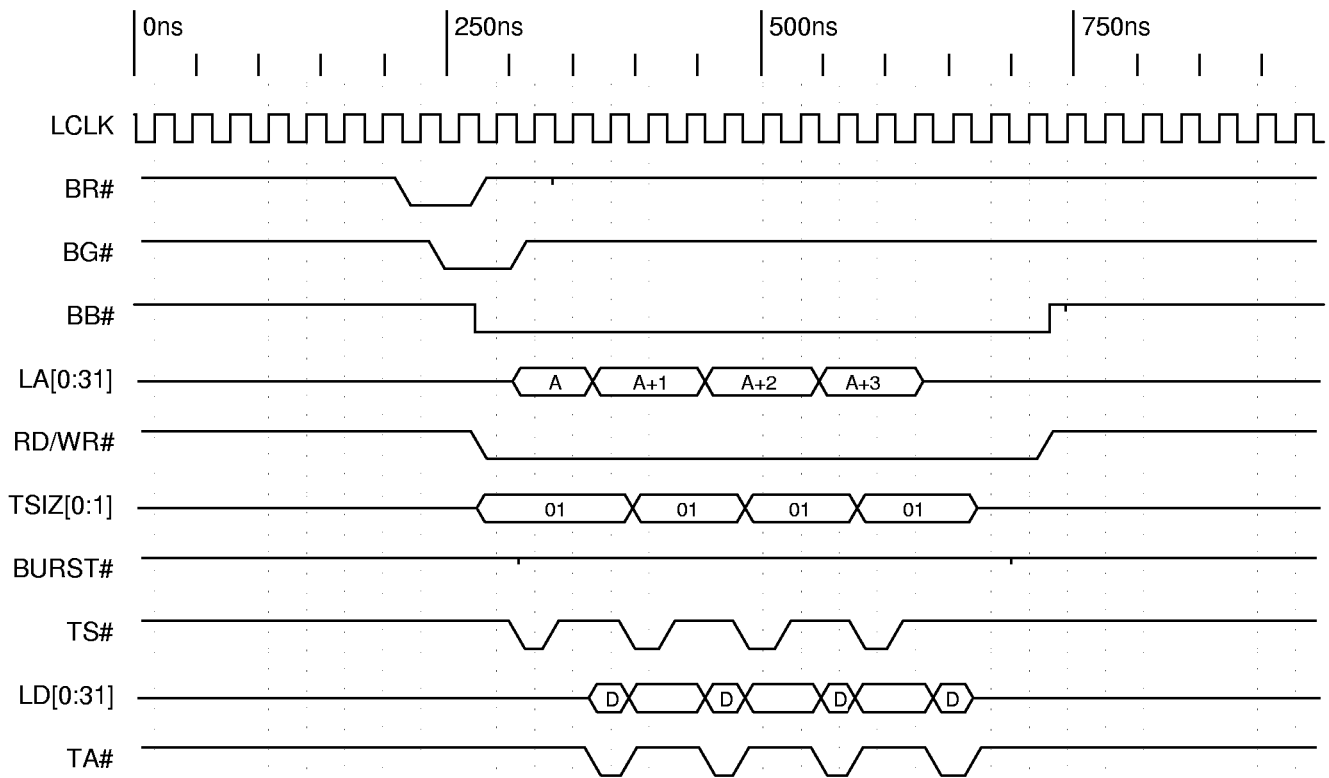 0ns 250ns 500ns 750ns
LCLK
BR#
BG#
BB#
LA[0:31] A A+1 A+2 A+3
RD/WR#
TSIZ[0:1] 01 01 01 01
BURST#
TS#
LD[0:31] D D D D
TA#